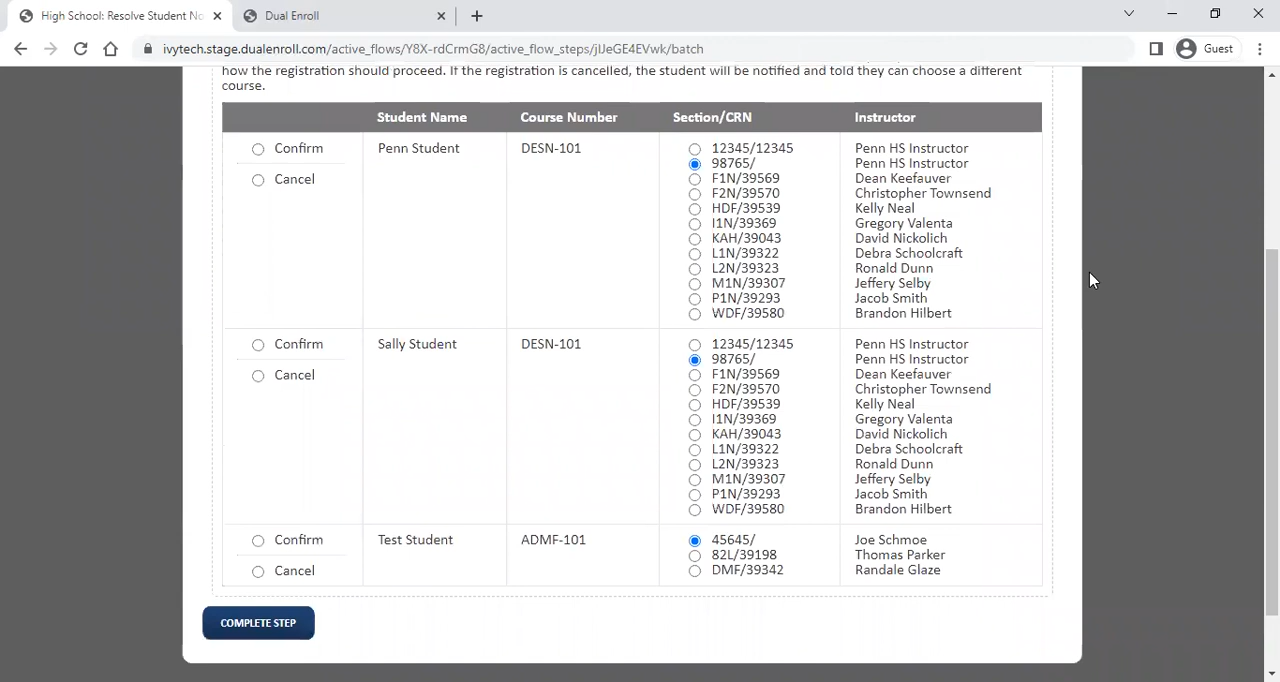 High School: Resolve Student No
Dual Enroll
ivytech.stage.dualenroll.com/active_flows/Y8X-rdCrmG8/active_flow_steps/jUeGE4EVwk/batch
Guest
how the registration should proceed. If the registration is cancelled, the student will be notified and told they can choose a different
course.
Student Name Course Number Section/CRN Instructor
Confirm Penn Student DESN-101 12345/12345 Penn HS Instructor
98765/ Penn HS Instructor
Cancel F1N/39569 Dean Keefauver
F2N/39570 Christopher Townsend
HDF/39539 Kelly Neal
I1N/39369 Gregory Valenta
KAH/39043 David Nickolich
L1N/39322 Debra Schoolcraft
L2N/39323 Ronald Dunn
M1N/39307 Jeffery Selby
P1N/39293 Jacob Smith
WDF/39580 Brandon Hilbert
Confirm Sally Student DESN-101 12345/12345 Penn HS Instructor
98765/ Penn HS Instructor
Cancel F1N/39569 Dean Keefauver
F2N/39570 Christopher Townsend
HDF/39539 Kelly Neal
I1N/39369 Gregory Valenta
KAH/39043 David Nickolich
L1N/39322 Debra Schoolcraft
L2N/39323 Ronald Dunn
M1N/39307 Jeffery Selby
P1N/39293 Jacob Smith
WDF/39580 Brandon Hilbert
Confirm Test Student ADMF-101 45645/ Joe Schmoe
82L/39198 Thomas Parker
Cancel DMF/39342 Randale Glaze
COMPLETE STEP